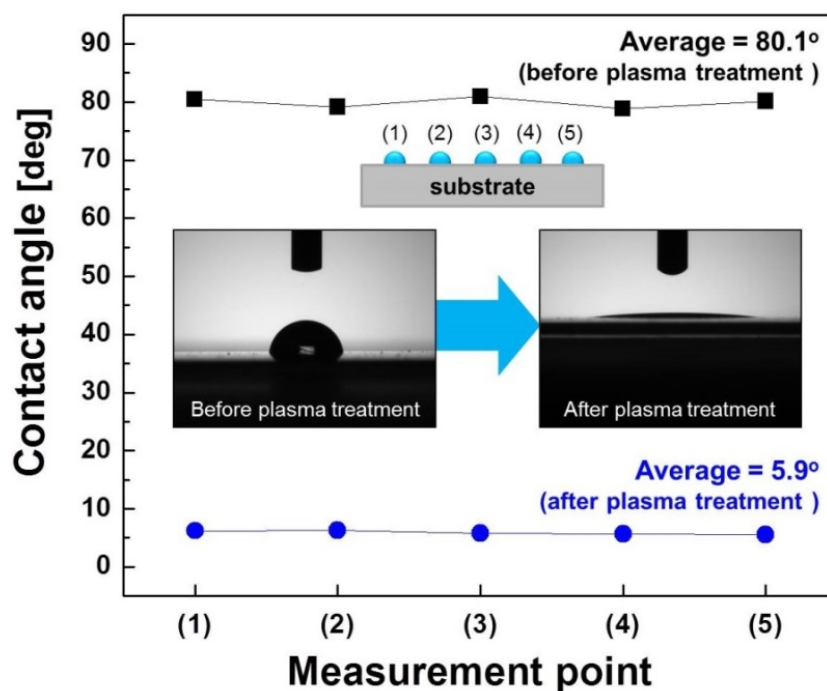 Contact angle [deg]
90
80
70
60
50
40
30
20
10
0
Average = 80.1°
(before plasma treatment )
(1) (2) (3) (4) (5)
substrate
Before plasma treatment
After plasma treatment
Average = 5.9°
(after plasma treatment )
(1) (2) (3) (4) (5)
Measurement point